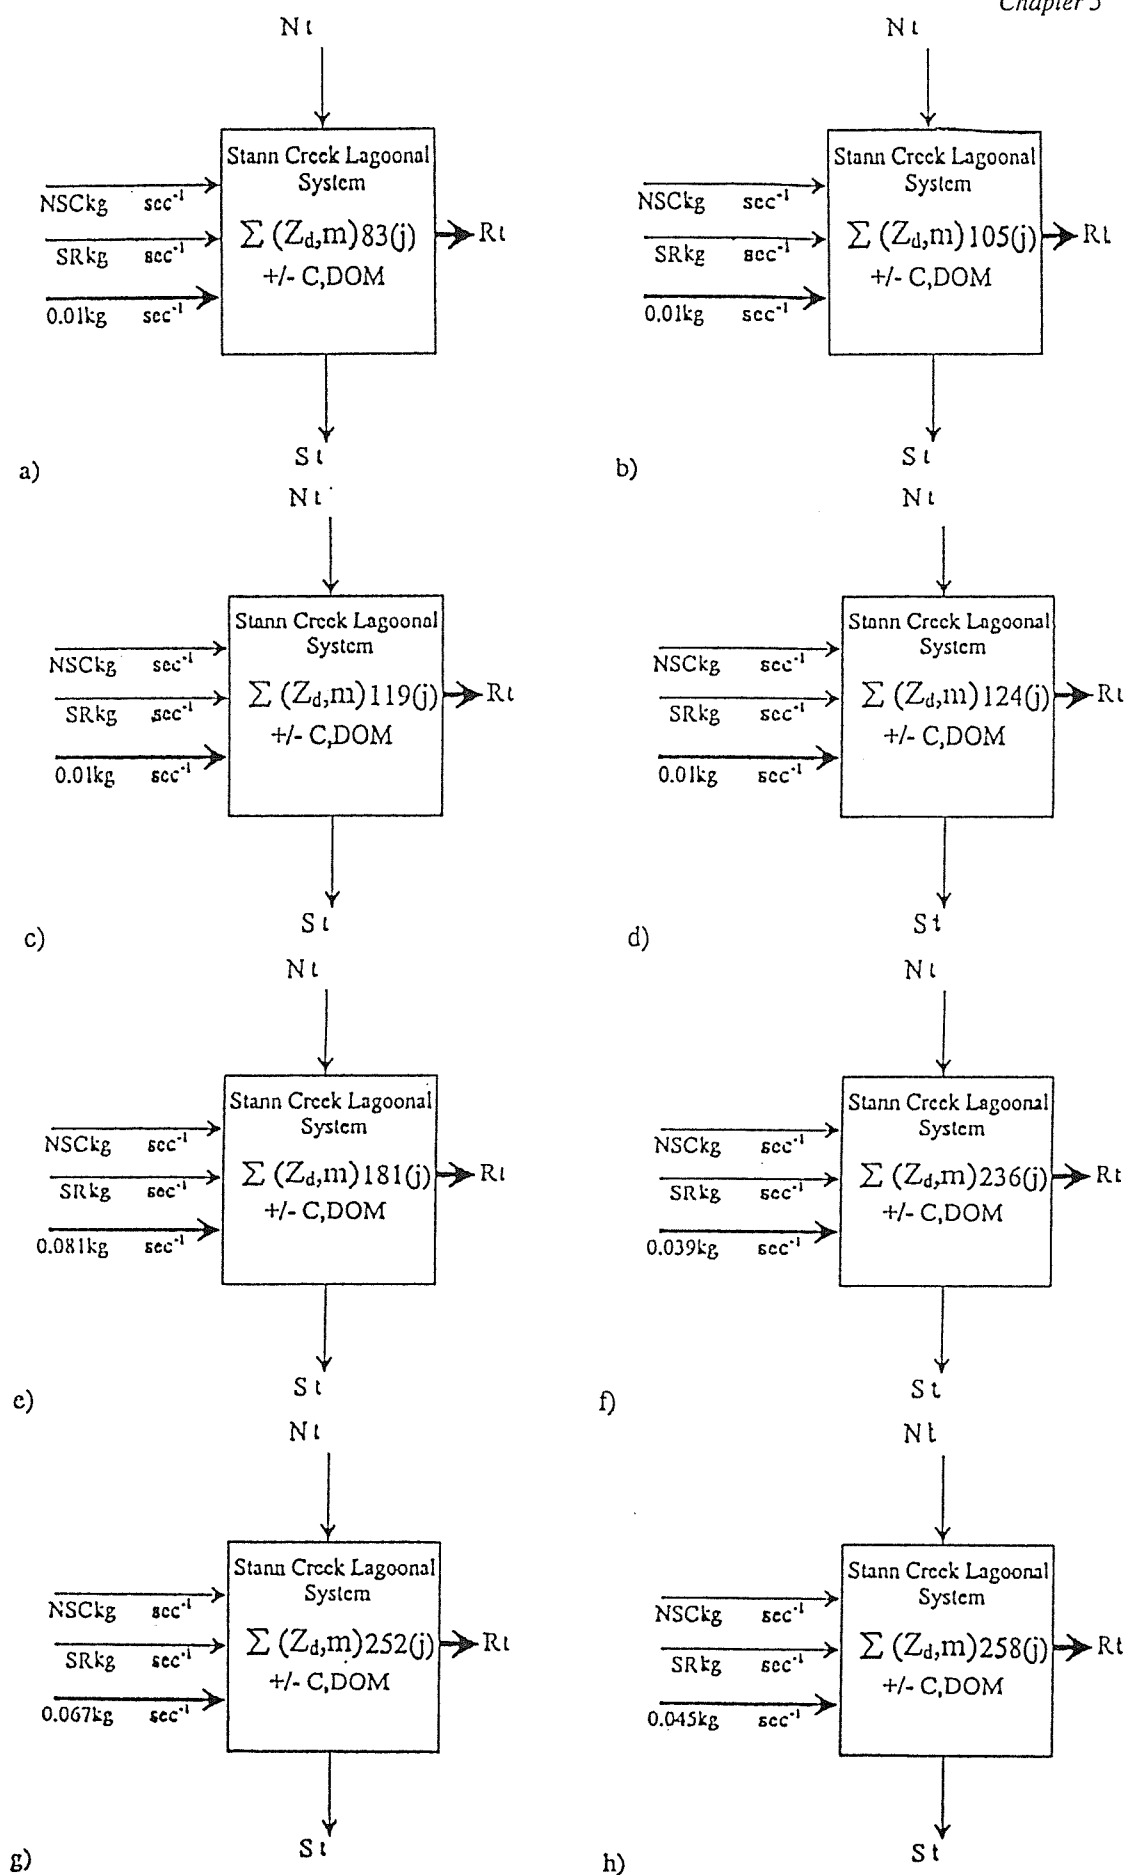 Chapter 5
Nt
Stann Creek Lagoonal
System
NSCkg sec⁻¹
∑ (Zd,m)83(j)
Rt
SRkg sec⁻¹
+/- C,DOM
0.01kg sec⁻¹
St
a)
Nt
Stann Creek Lagoonal
System
NSCkg sec⁻¹
∑ (Zd,m)105(j)
Rt
SRkg sec⁻¹
+/- C,DOM
0.01kg sec⁻¹
St
b)
Nt
Stann Creek Lagoonal
System
NSCkg sec⁻¹
∑ (Zd,m)119(j)
Rt
SRkg sec⁻¹
+/- C,DOM
0.01kg sec⁻¹
St
c)
Nt
Stann Creek Lagoonal
System
NSCkg sec⁻¹
∑ (Zd,m)124(j)
Rt
SRkg sec⁻¹
+/- C,DOM
0.01kg sec⁻¹
St
d)
Nt
Stann Creek Lagoonal
System
NSCkg sec⁻¹
∑ (Zd,m)181(j)
Rt
SRkg sec⁻¹
+/- C,DOM
0.081kg sec⁻¹
St
e)
Nt
Stann Creek Lagoonal
System
NSCkg sec⁻¹
∑ (Zd,m)236(j)
Rt
SRkg sec⁻¹
+/- C,DOM
0.039kg sec⁻¹
St
f)
Nt
Stann Creek Lagoonal
System
NSCkg sec⁻¹
∑ (Zd,m)252(j)
Rt
SRkg sec⁻¹
+/- C,DOM
0.067kg sec⁻¹
St
g)
Nt
Stann Creek Lagoonal
System
NSCkg sec⁻¹
∑ (Zd,m)258(j)
Rt
SRkg sec⁻¹
+/- C,DOM
0.045kg sec⁻¹
St
h)